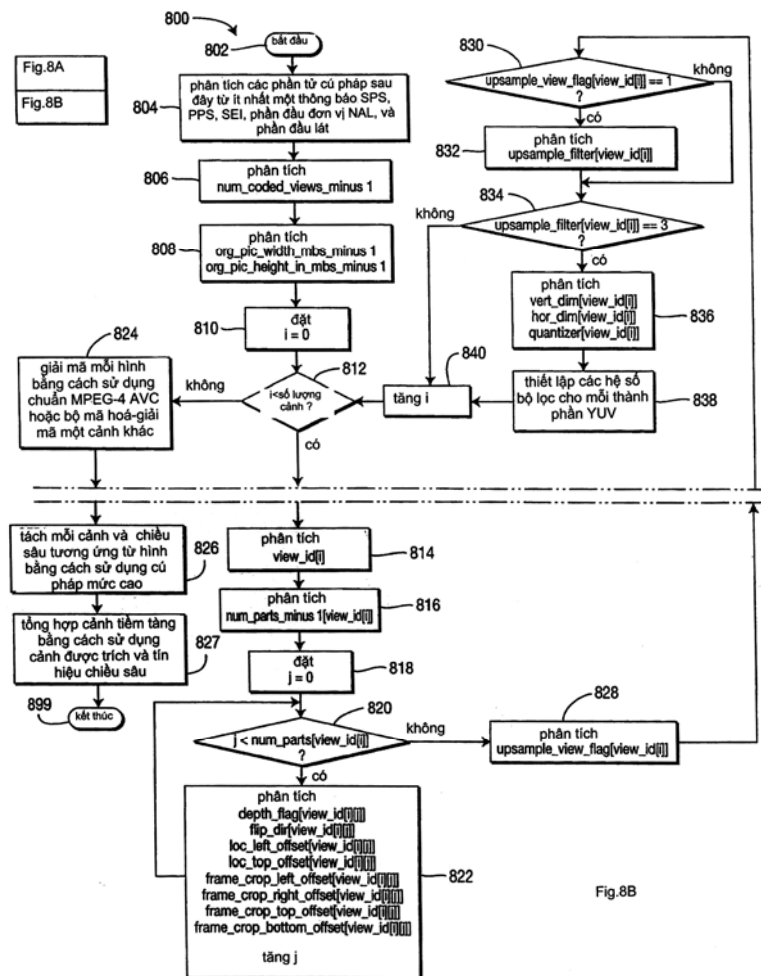 800
802
bắt đầu
Fig.8A
Fig.8B
804
phân tích các phần tử cú pháp sau
đây từ ít nhất một thông báo SPS,
PPS, SEI, phần đầu đơn vị NAL, và
phần đầu lát
806
phân tích
num_coded_views_minus 1
808
phân tích
org_pic_width_mbs_minus 1
org_pic_height_in_mbs_minus 1
810
đặt
i = 0
812
i<số lượng
cảnh ?
không
có
824
giải mã mỗi hình
bằng cách sử dụng
chuẩn MPEG-4 AVC
hoặc bộ mã hoá-giải
mã một cảnh khác
830
upsample_view_flag[view_id[i]] == 1
?
không
có
832
phân tích
upsample_filter[view_id[i]]
834
upsample_filter[view_id[i]] == 3
?
không
có
phân tích
vert_dim[view_id[i]]
hor_dim[view_id[i]]
quantizer[view_id[i]]
836
840
tăng i
thiết lập các hệ số
bộ lọc cho mỗi thành
phần YUV
838
tách mỗi cảnh và chiều
sâu tương ứng từ hình
bằng cách sử dụng cú
pháp mức cao
826
tổng hợp cảnh tiềm tàng
bằng cách sử dụng
cảnh được trích và tín
hiệu chiều sâu
827
899
kết thúc
phân tích
view_id[i]
814
phân tích
num_parts_minus 1[view_id[i]]
816
đặt
j = 0
818
820
j < num_parts[view_id[i]]
?
không
có
828
phân tích
upsample_view_flag[view_id[i]]
phân tích
depth_flag[view_id[i][j]]
flip_dir[view_id[i][j]]
loc_left_offset[view_id[i][j]]
loc_top_offset[view_id[i][j]]
frame_crop_left_offset[view_id[i][j]]
frame_crop_right_offset[view_id[i][j]]
frame_crop_top_offset[view_id[i][j]]
frame_crop_bottom_offset[view_id[i][j]]
tăng j
822
Fig.8B